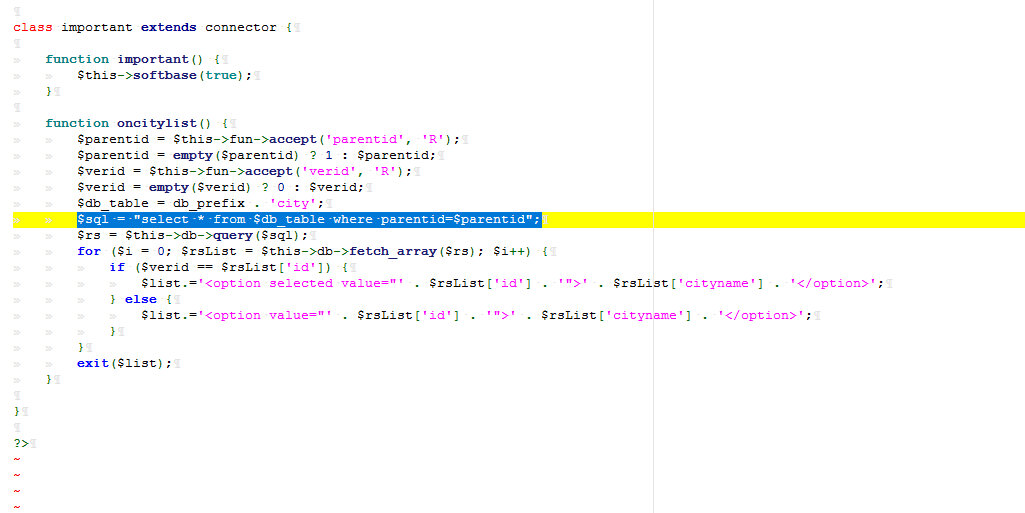 class important extends connector {
function important() {
$this->softbase(true);
}
function oncitylist() {
$parentid = $this->fun->accept('parentid', 'R');
$parentid = empty($parentid) ? 1 : $parentid;
$verid = $this->fun->accept('verid', 'R');
$verid = empty($verid) ? 0 : $verid;
$db_table = db_prefix . 'city';
$sql = "select * from $db_table where parentid=$parentid";
$rs = $this->db->query($sql);
for ($i = 0; $rsList = $this->db->fetch_array($rs); $i++) {
if ($verid == $rsList['id']) {
$list.='<option selected value="' . $rsList['id'] . '">' . $rsList['cityname'] . '</option>';
} else {
$list.='<option value="' . $rsList['id'] . '">' . $rsList['cityname'] . '</option>';
}
}
exit($list);
}
}
?>
~
~
~
~